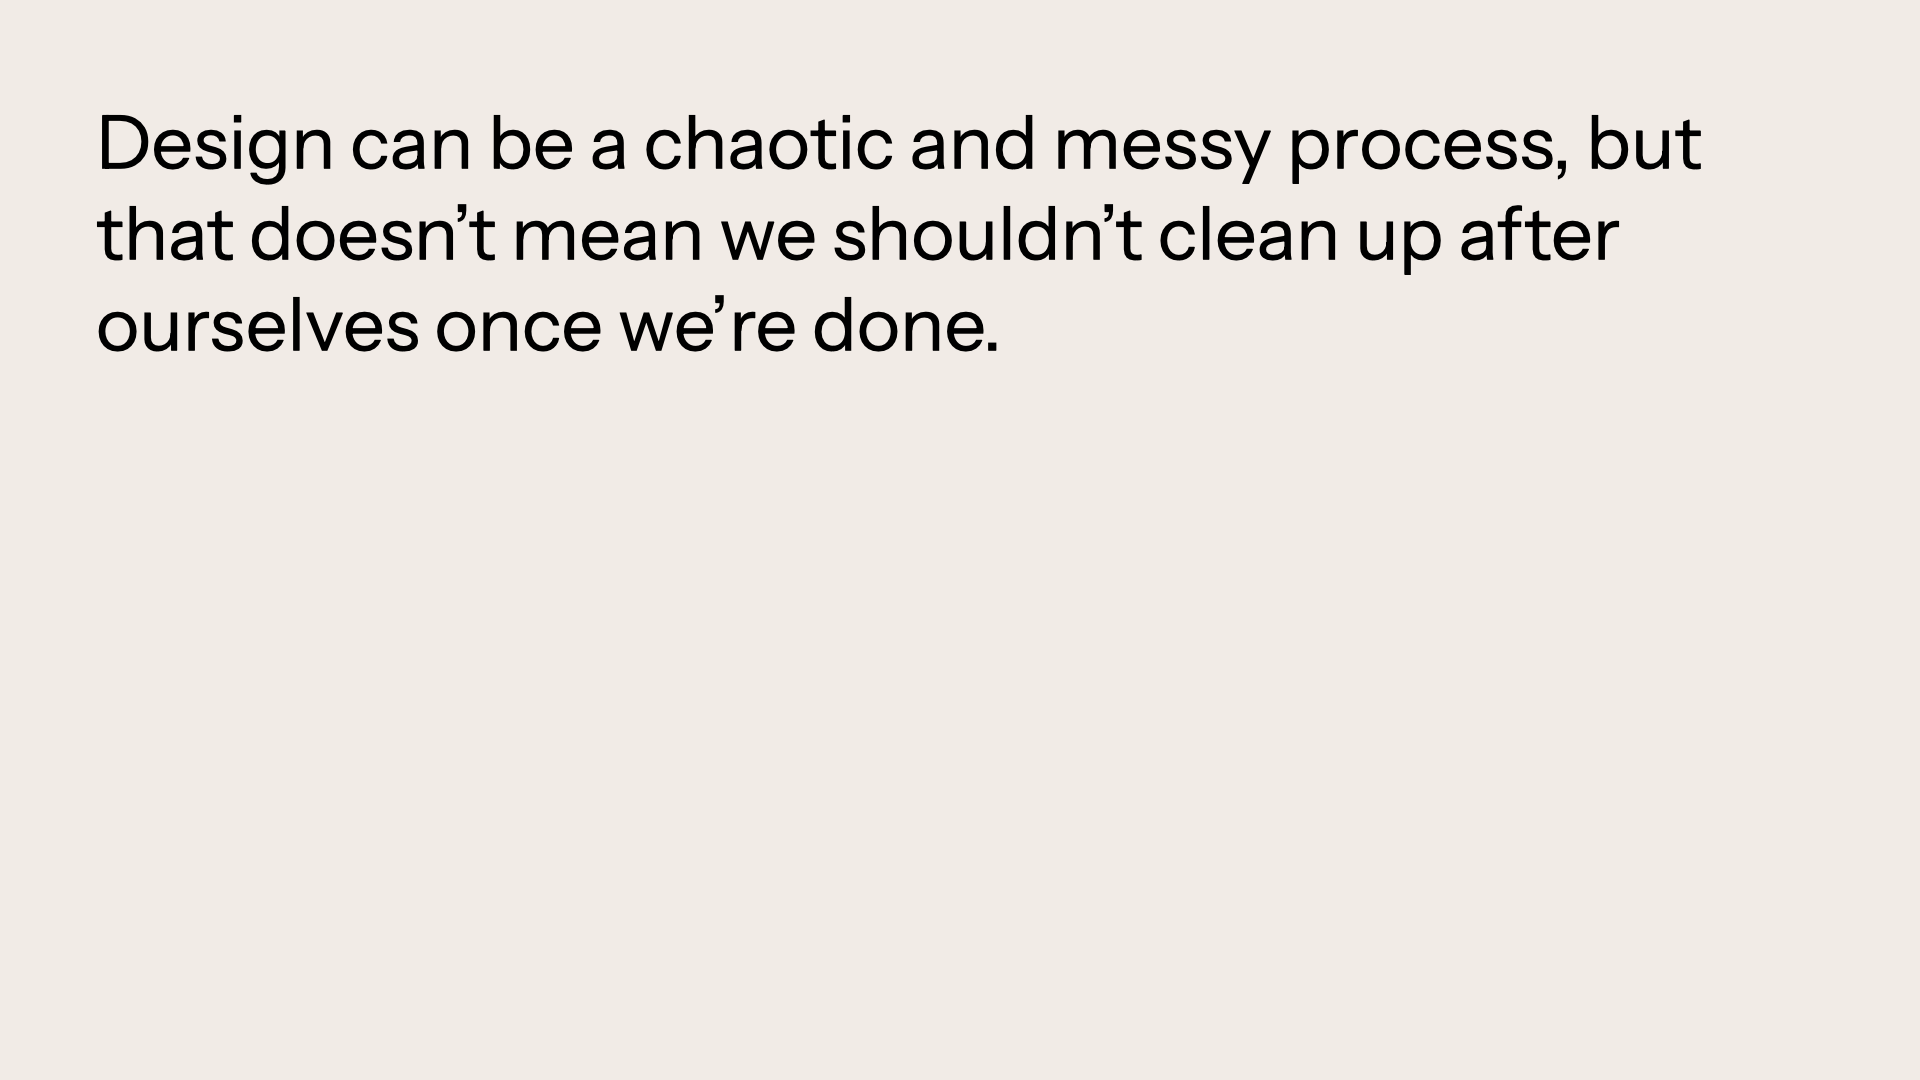 Design can be a chaotic and messy process, but
that doesn’t mean we shouldn’t clean up after
ourselves once we’re done.